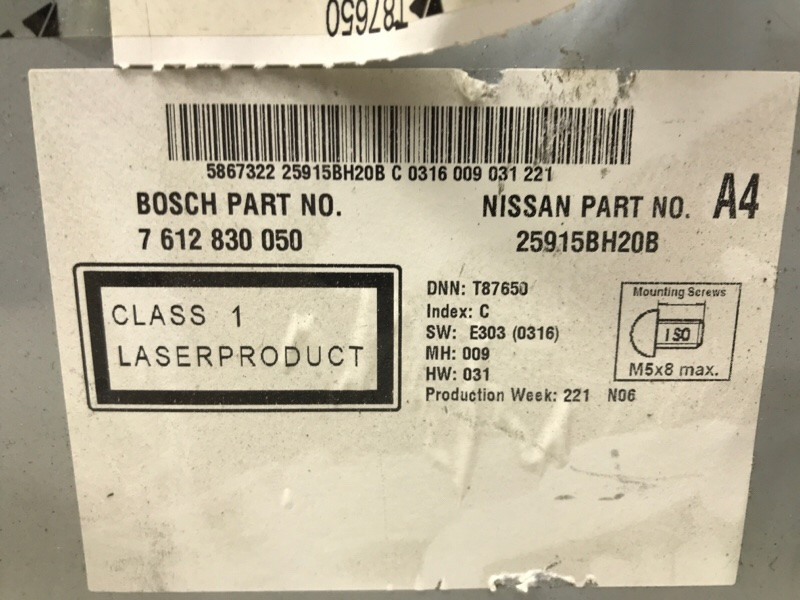 T87650
5867322 25915BH20B C 0316 009 031 221
BOSCH PART NO.
7 612 830 050
NISSAN PART NO. A4
25915BH20B
CLASS 1
LASERPRODUCT
DNN: T87650
Index: C
SW: E303 (0316)
MH: 009
HW: 031
Production Week: 221 N06
Mounting Screws
ISO
M5x8 max.